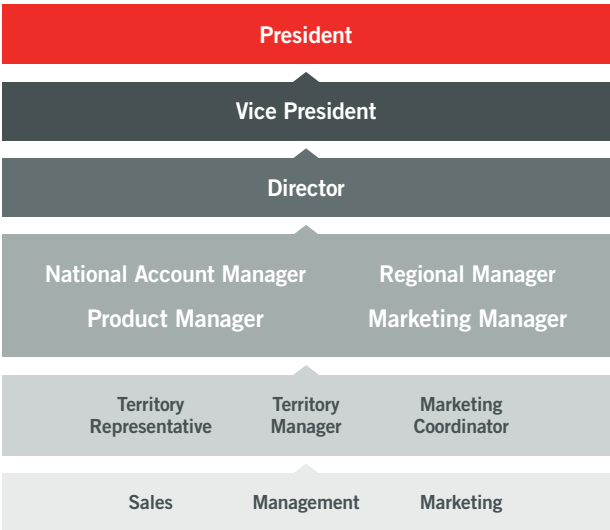 President
Vice President
Director
National Account Manager Regional Manager
Product Manager Marketing Manager
Territory Territory Marketing
Representative Manager Coordinator
Sales Management Marketing